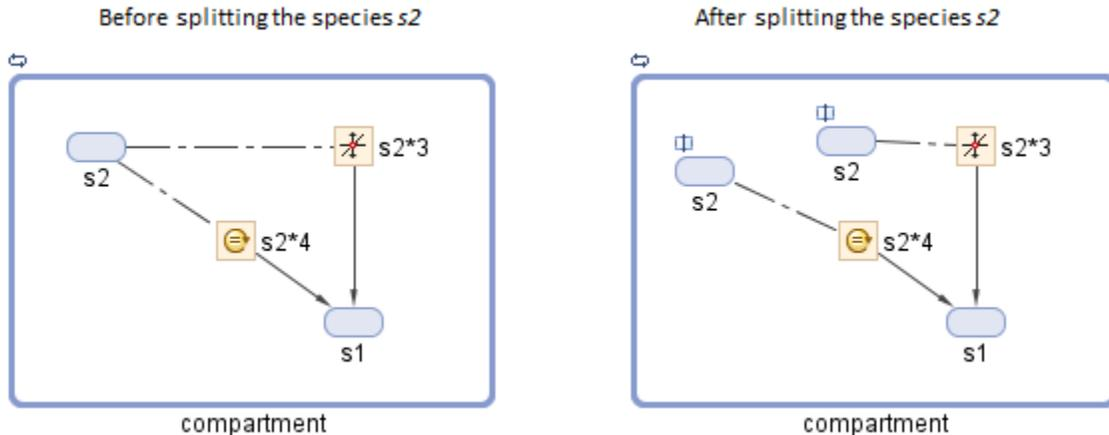 Before splitting the species s2
After splitting the species s2
s2
s2*3
s2*4
s1
compartment
s2
s2
s2*3
s2*4
s1
compartment